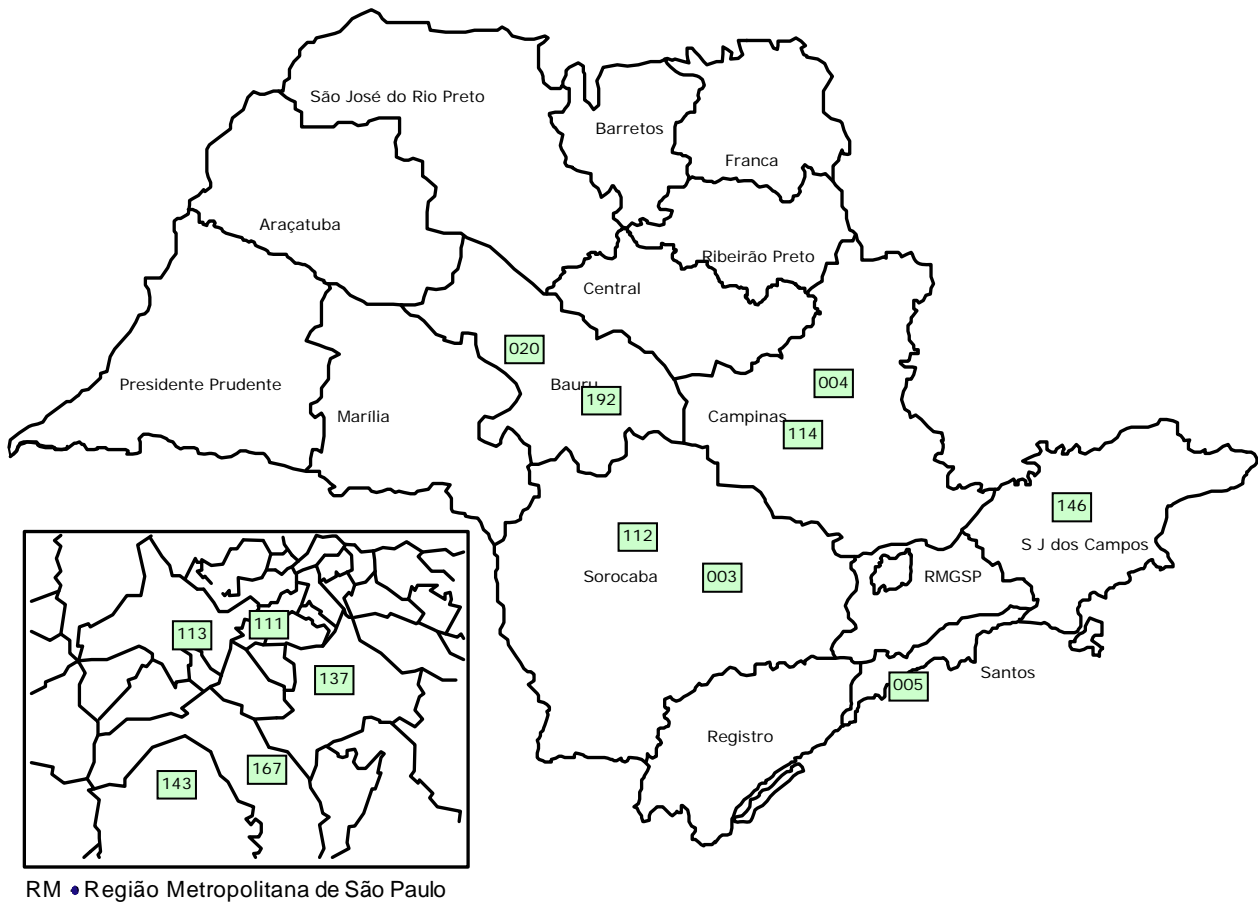 São José do Rio Preto
Barretos
Franca
Araçatuba
Ribeirão Preto
Central
020
Presidente Prudente
Bauru
192
004
Marília
Campinas
114
146
112
S J dos Campos
Sorocaba
003
RMGSP
113
111
137
Santos
005
Registro
143
167
RM • Região Metropolitana de São Paulo